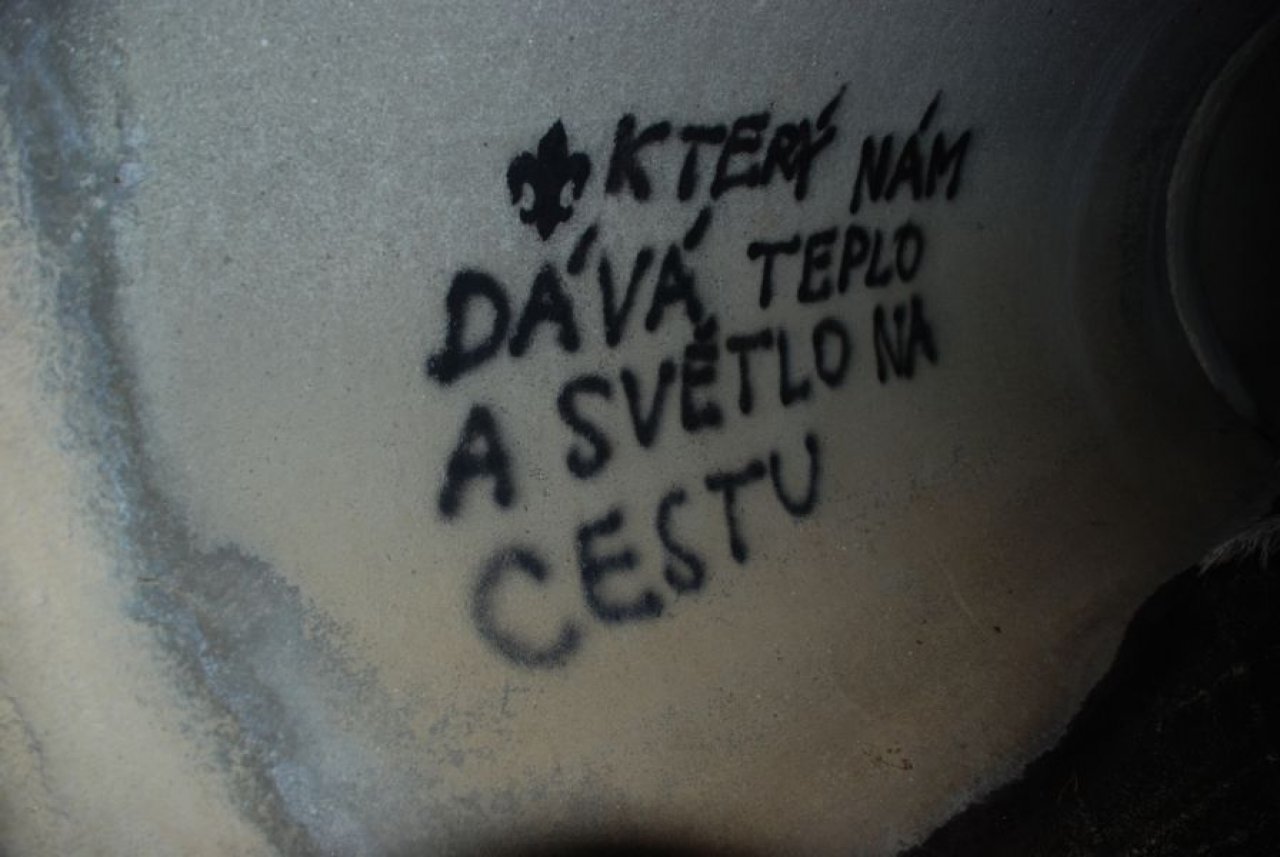 KTERÝ NÁM
DÁVÁ TEPLO
A SVĚTLO NA
CESTU